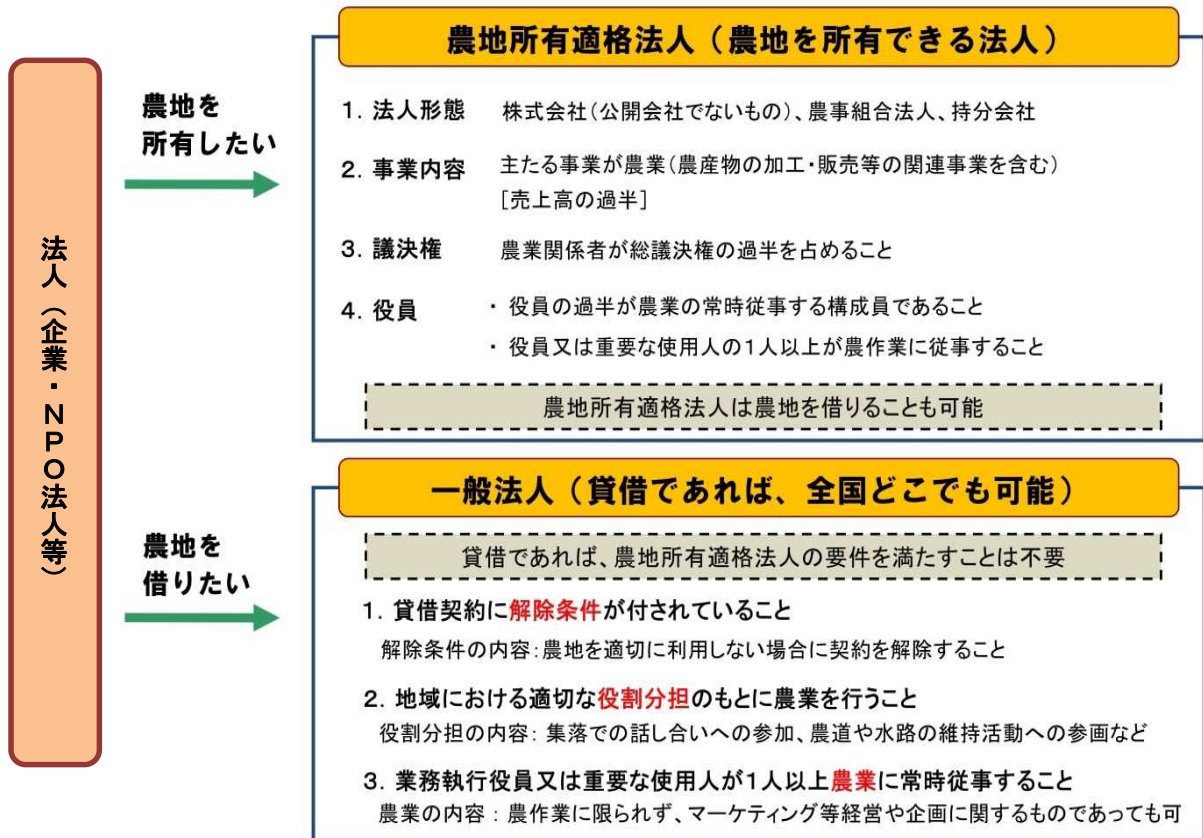 法人（企業・NPO法人等）
農地を
所有したい
農地所有適格法人（農地を所有できる法人）
1. 法人形態　株式会社（公開会社でないもの）、農事組合法人、持分会社
2. 事業内容　主たる事業が農業（農産物の加工・販売等の関連事業を含む）
［売上高の過半］
3. 議決権　農業関係者が総議決権の過半を占めること
4. 役員　・ 役員の過半が農業の常時従事する構成員であること
・ 役員又は重要な使用人の1人以上が農作業に従事すること
農地所有適格法人は農地を借りることも可能
農地を
借りたい
一般法人（貸借であれば、全国どこでも可能）
貸借であれば、農地所有適格法人の要件を満たすことは不要
1. 貸借契約に解除条件が付されていること
解除条件の内容：農地を適切に利用しない場合に契約を解除すること
2. 地域における適切な役割分担のもとに農業を行うこと
役割分担の内容： 集落での話し合いへの参加、農道や水路の維持活動への参画など
3. 業務執行役員又は重要な使用人が1人以上農業に常時従事すること
農業の内容 ： 農作業に限られず、マーケティング等経営や企画に関するものであっても可